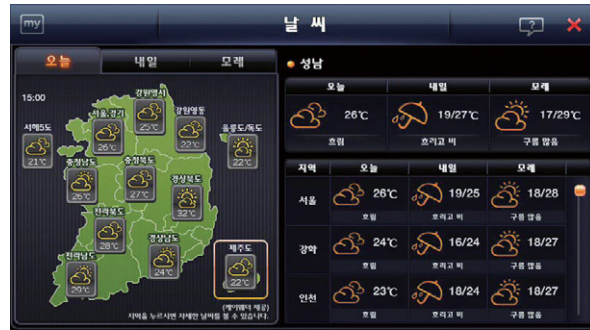 my
날 씨
?
오늘 내일 모레
15:00
강원영서
25℃
서울,경기
26℃
강원영동
22℃
서해5도
21℃
울릉도/독도
22℃
충청남도
26℃
충청북도
27℃
경상북도
32℃
전라북도
28℃
경상남도
24℃
전라남도
29℃
제주도
22℃
(케이웨더 제공)
지역을 누르시면 자세한 날씨를 볼 수 있습니다.
성남
오늘 내일 모레
26℃ 19/27℃ 17/29℃
흐림 흐리고 비 구름 많음
지역 오늘 내일 모레
서울 26℃ 19/25 18/28
흐림 흐리고 비 구름 많음
강화 24℃ 16/24 18/27
흐림 흐리고 비 구름 많음
인천 23℃ 18/24 18/27
흐림 흐리고 비 구름 많음